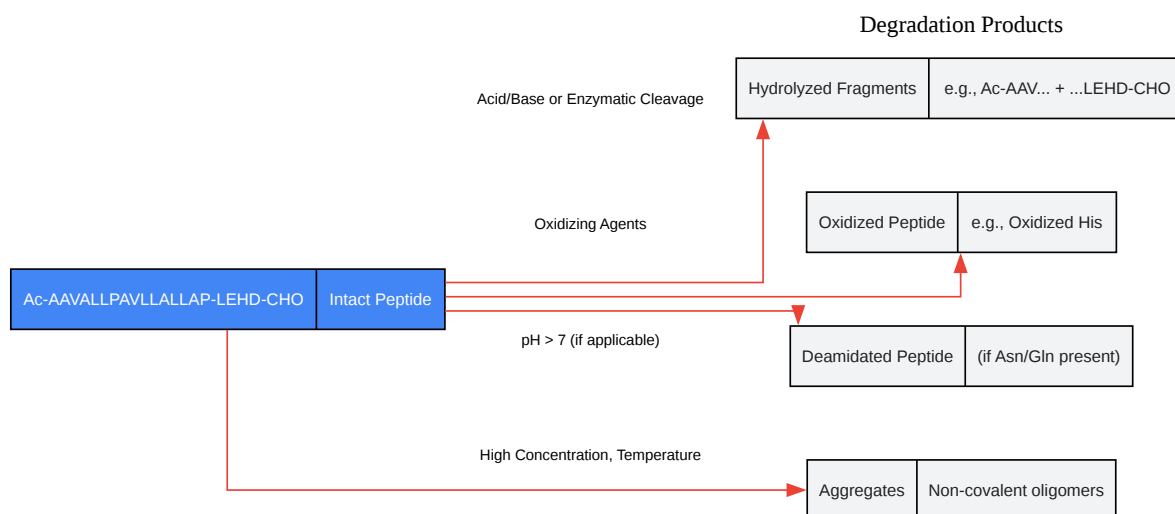 Degradation Products
Hydrolyzed Fragments
e.g., Ac-AAV... + ...LEHD-CHO
Acid/Base or Enzymatic Cleavage
Oxidizing Agents
Oxidized Peptide
e.g., Oxidized His
Ac-AAVALLPAVLLALLAP-LEHD-CHO
Intact Peptide
pH > 7 (if applicable)
Deamidated Peptide
(if Asn/Gln present)
High Concentration, Temperature
Aggregates
Non-covalent oligomers